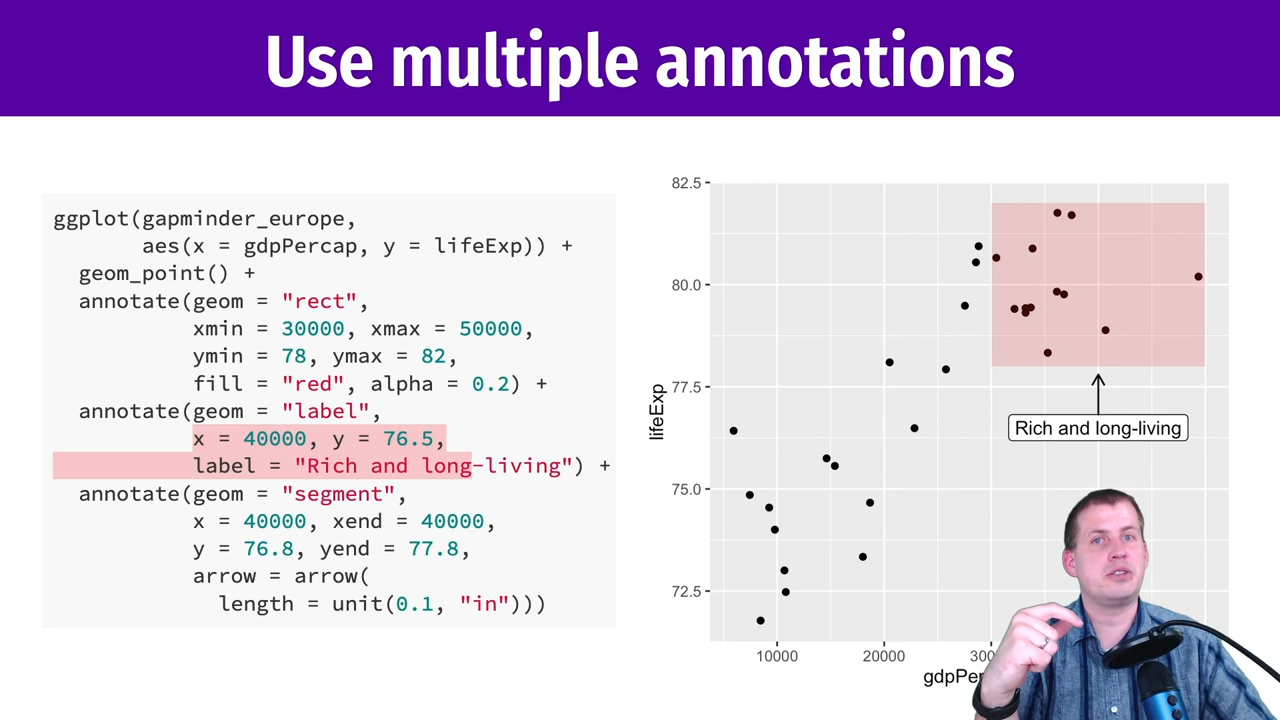 Use multiple annotations
ggplot(gapminder_europe,
aes(x = gdpPercap, y = lifeExp)) +
geom_point() +
annotate(geom = "rect",
xmin = 30000, xmax = 50000,
ymin = 78, ymax = 82,
fill = "red", alpha = 0.2) +
annotate(geom = "label",
x = 40000, y = 76.5,
label = "Rich and long-living") +
annotate(geom = "segment",
x = 40000, xend = 40000,
y = 76.8, yend = 77.8,
arrow = arrow(
length = unit(0.1, "in")))
82.5
80.0
77.5
75.0
72.5
lifeExp
Rich and long-living
10000
20000
300
gdpPer